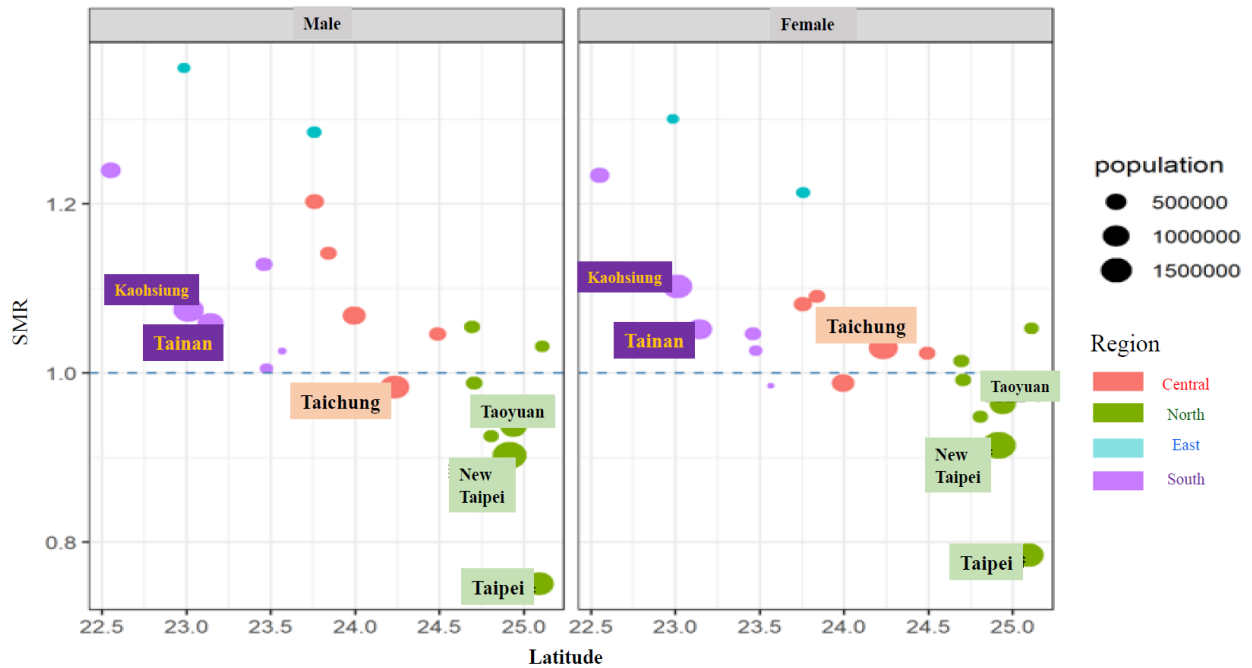 Male
Female
1.2
1.0
0.8
SMR
Kaohsiung
Tainan
Taichung
Taoyuan
New
Taipei
Taipei
Kaohsiung
Tainan
Taichung
Taoyuan
New
Taipei
Taipei
22.5 23.0 23.5 24.0 24.5 25.0
22.5 23.0 23.5 24.0 24.5 25.0
Latitude
population
500000
1000000
1500000
Region
Central
North
East
South